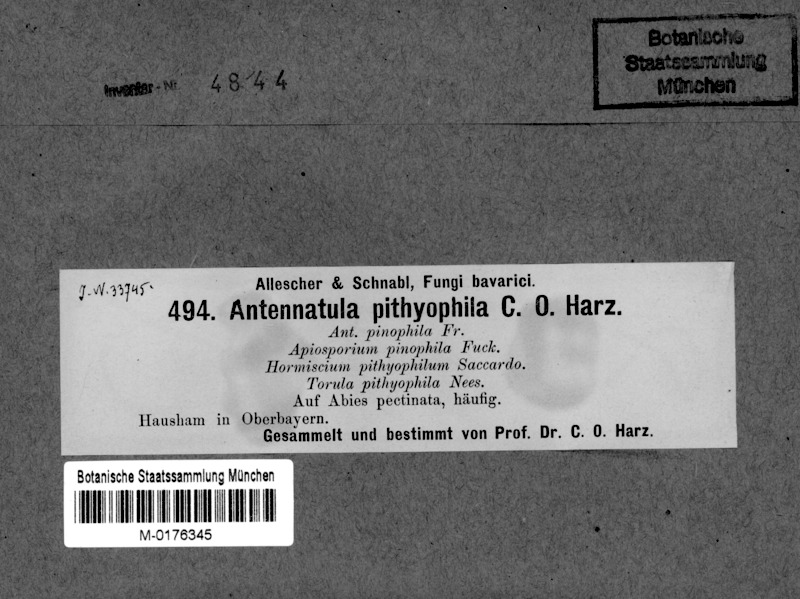 Botanische
Staatssammlung
München
Inventar-Nr. 4844
J.-N. 33745.
Allescher & Schnabl, Fungi bavarici.
494. Antennatula pithyophila C. O. Harz.
Ant. pinophila Fr.
Apiosporium pinophila Fuck.
Hormiscium pithyophilum Saccardo.
Torula pithyophila Nees.
Auf Abies pectinata, häufig.
Hausham in Oberbayern.
Gesammelt und bestimmt von Prof. Dr. C. O. Harz.
Botanische Staatssammlung München
M-0176345